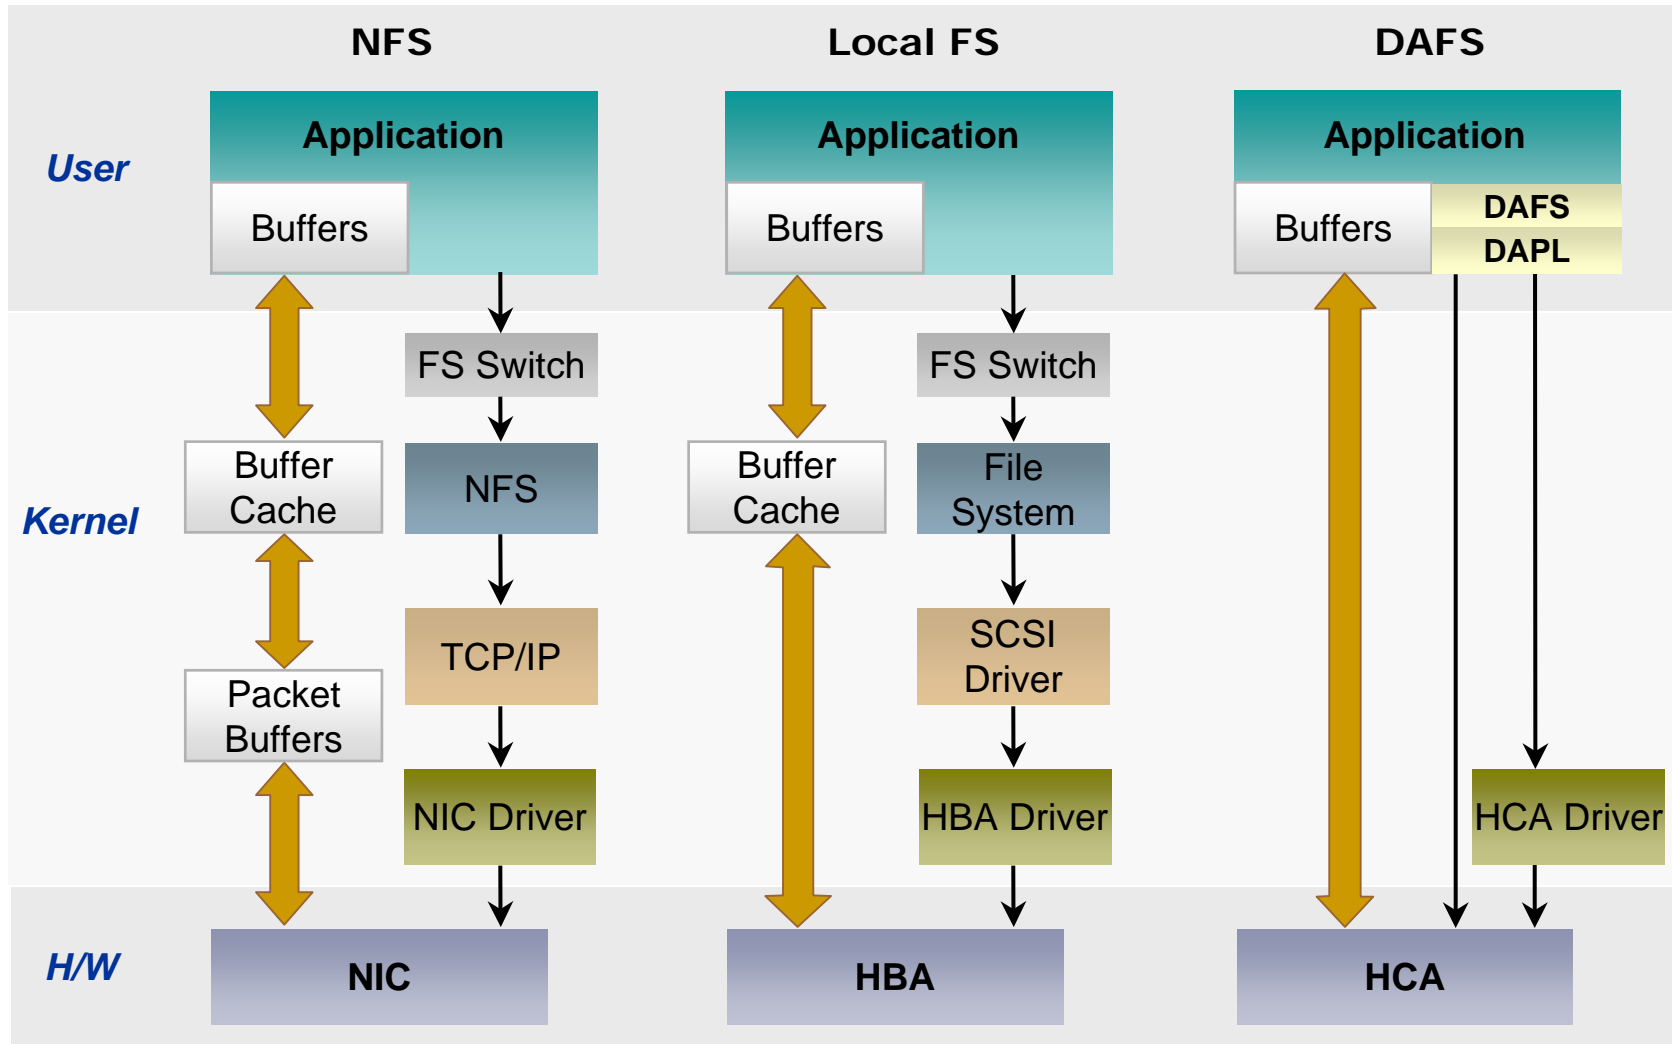 NFS
Local FS
DAFS
User
Application
Buffers
Application
Buffers
Application
Buffers
DAFS
DAPL
Kernel
FS Switch
Buffer
Cache
NFS
TCP/IP
Packet
Buffers
NIC Driver
FS Switch
Buffer
Cache
File
System
SCSI
Driver
HBA Driver
HCA Driver
H/W
NIC
HBA
HCA